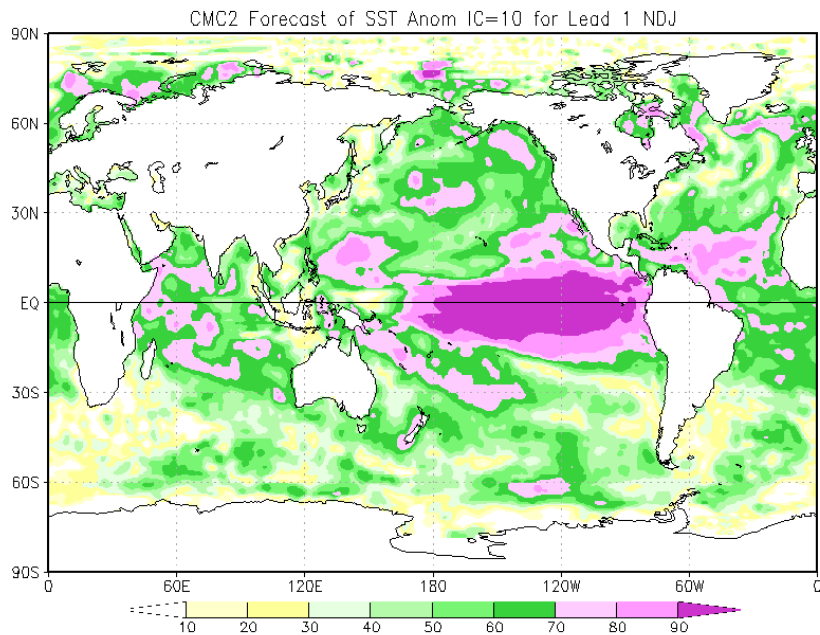 CMC2 Forecast of SST Anom IC=10 for Lead 1 NDJ
90N
60N
30N
EQ
30S
60S
90S
0 60E 120E 180 120W 60W 0
10 20 30 40 50 60 70 80 90